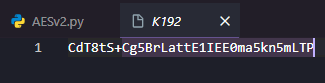 AESv2.py
K192
1
CdT8tS+Cg5BrLattE1IEE0ma5kn5mLTP